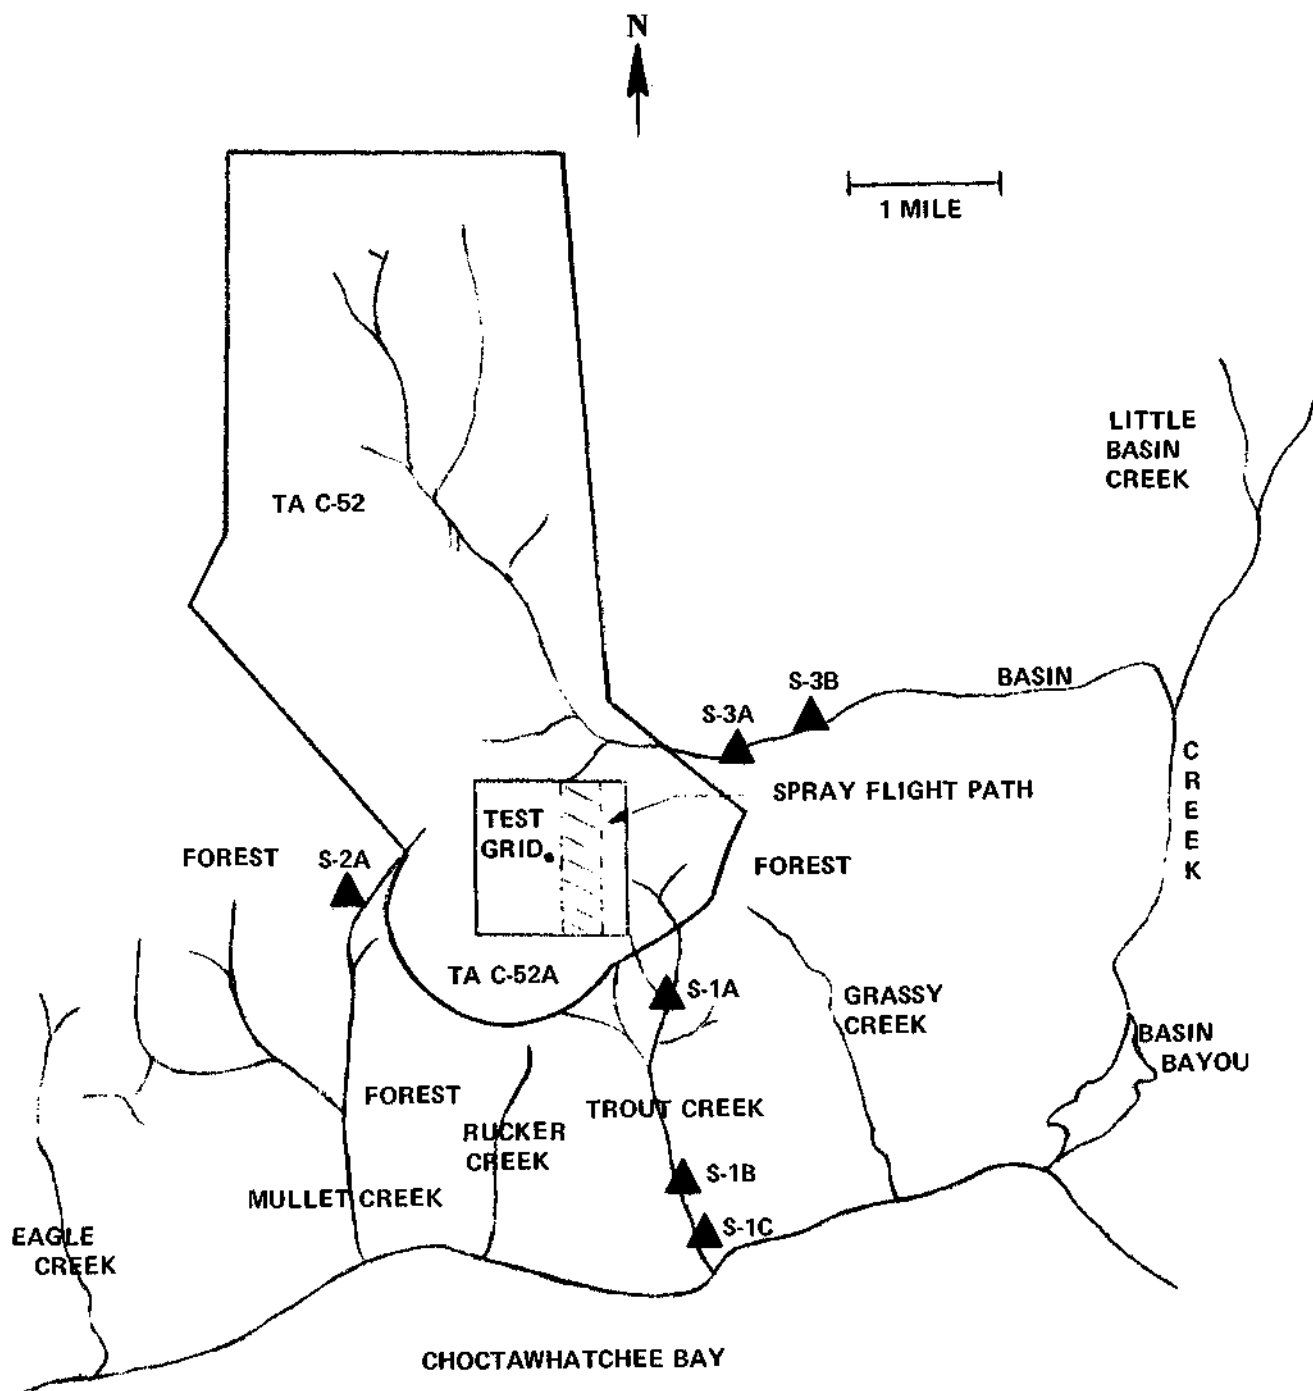 N
1 MILE
LITTLE
BASIN
CREEK
TA C-52
S-3B
BASIN
S-3A
CREEK
SPRAY FLIGHT PATH
TEST
GRID
FOREST
S-2A
FOREST
TA C-52A
S-1A
GRASSY
CREEK
BASIN
BAYOU
FOREST
TROUT CREEK
RUCKER
CREEK
S-1B
MULLET CREEK
S-1C
EAGLE
CREEK
CHOCTAWHATCHEE BAY